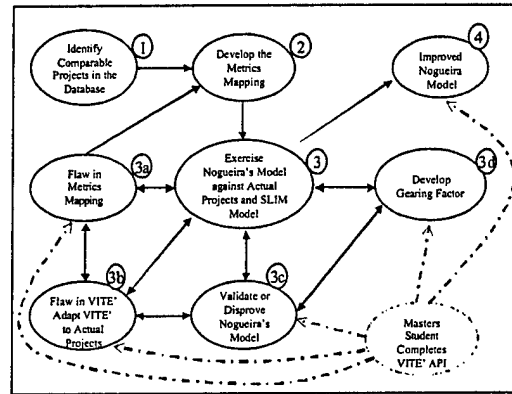 1
Identify
Comparable
Projects in the
Database
2
Develop the
Metrics
Mapping
4
Improved
Nogueira
Model
3a
Flaw in
Metrics
Mapping
3
Exercise
Nogueira's Model
against Actual
Projects and SLIM
Model
3d
Develop
Gearing Factor
3b
Flaw in VITE'
Adapt VITE'
to Actual
Projects
3c
Validate or
Disprove
Nogueira's
Model
Masters
Student
Completes
VITE' API